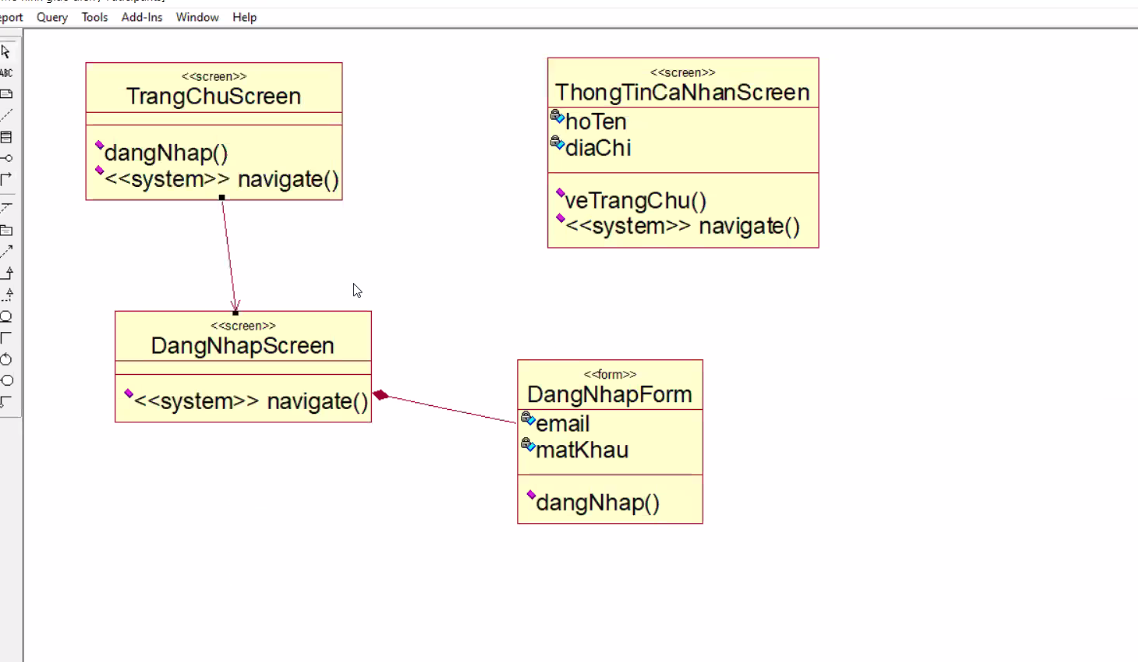 eport Query Tools Add-Ins Window Help
ABC
<<screen>>
TrangChuScreen
dangNhap()
<<system>> navigate()
<<screen>>
ThongTinCaNhanScreen
hoTen
diaChi
veTrangChu()
<<system>> navigate()
<<screen>>
DangNhapScreen
<<system>> navigate()
<<form>>
DangNhapForm
email
matKhau
dangNhap()